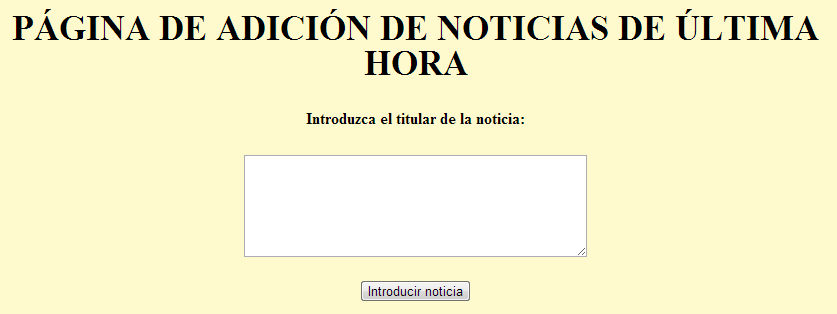 PÁGINA DE ADICIÓN DE NOTICIAS DE ÚLTIMA
HORA
Introduzca el titular de la noticia:
Introducir noticia